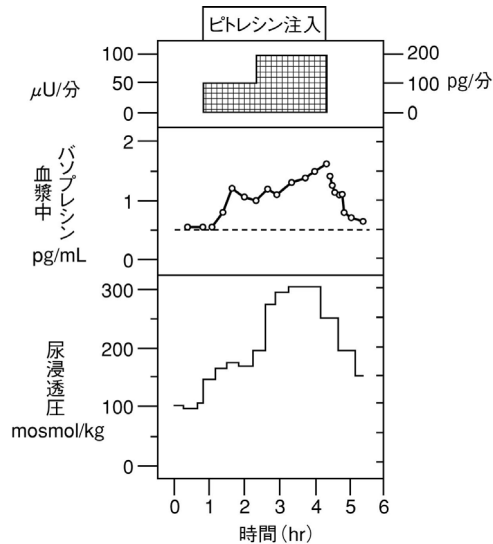 ピトレシン注入
100
50
0
μU/分
200
100
0
pg/分
2
1
0
血漿中
バソプレシン
pg/mL
300
200
100
0
尿浸透圧
mosmol/kg
0 1 2 3 4 5 6
時間(hr)